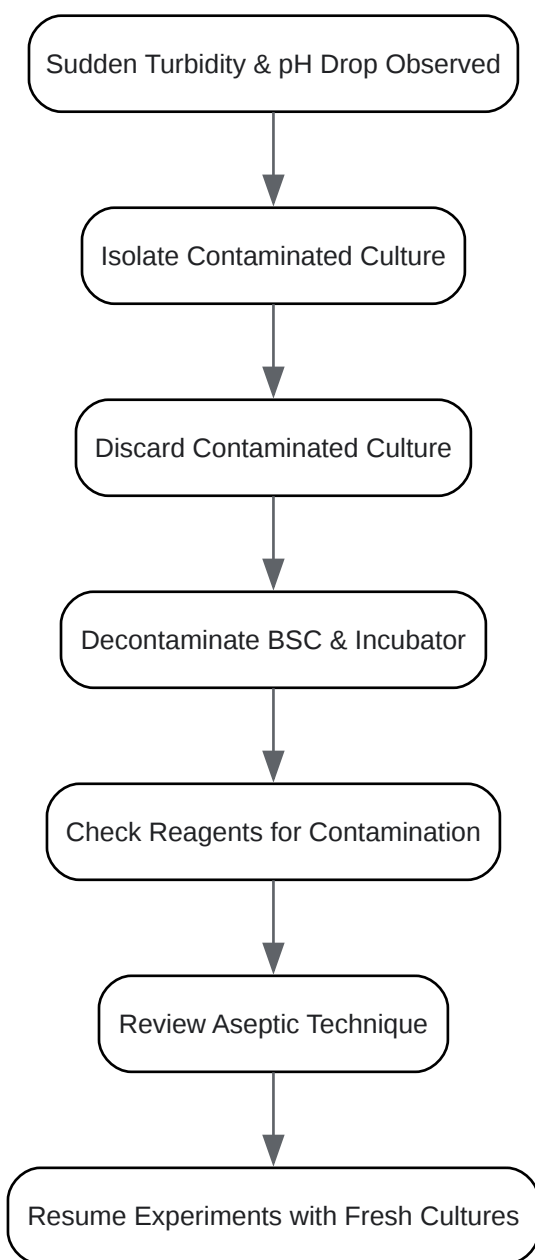 Sudden Turbidity & pH Drop Observed
Isolate Contaminated Culture
Discard Contaminated Culture
Decontaminate BSC & Incubator
Check Reagents for Contamination
Review Aseptic Technique
Resume Experiments with Fresh Cultures